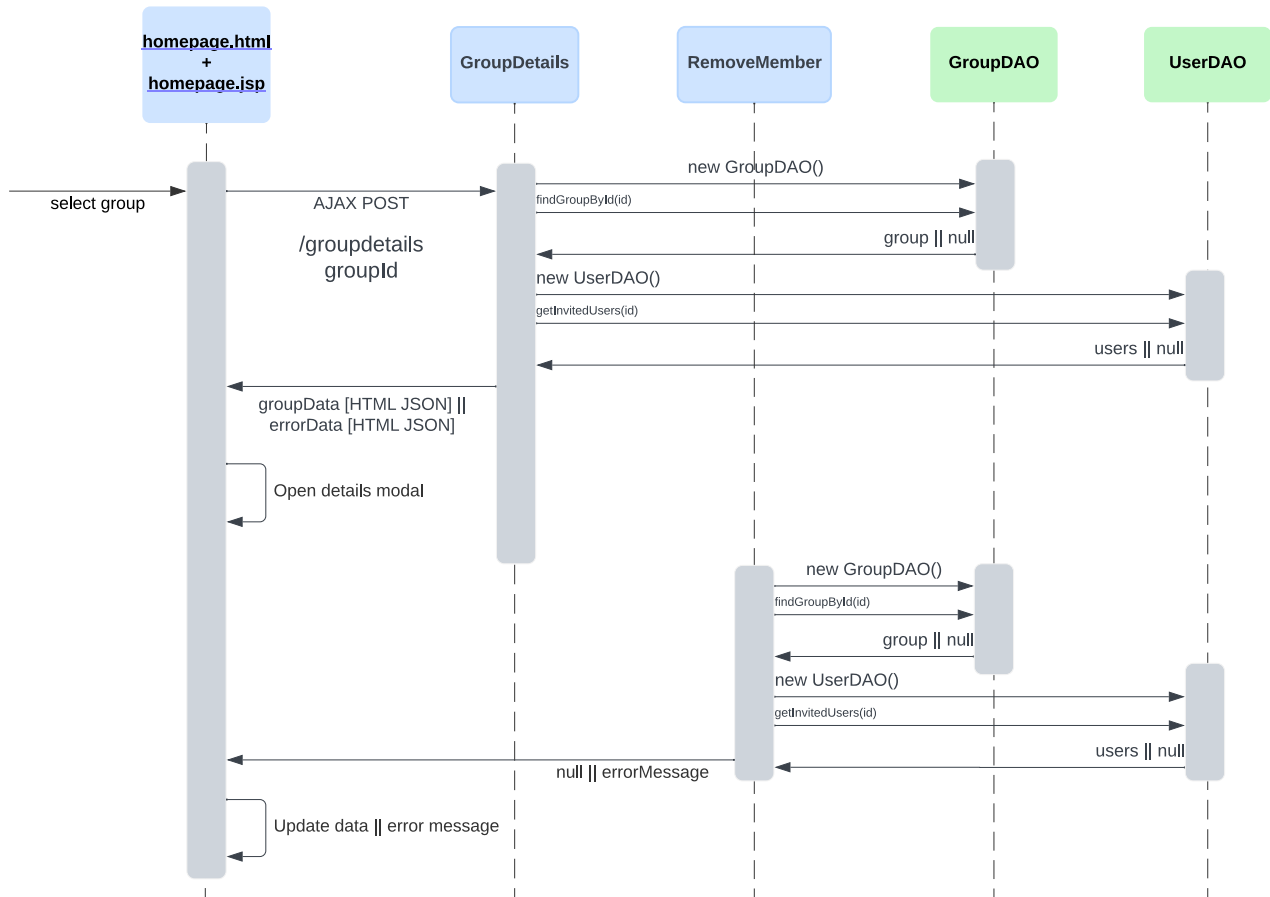 homepage.html
+
homepage.jsp
GroupDetails
RemoveMember
GroupDAO
UserDAO
new GroupDAO()
select group
AJAX POST
findGroupById(id)
/groupdetails
groupId
group || null
new UserDAO()
getInvitedUsers(id)
users || null
groupData [HTML JSON] ||
errorData [HTML JSON]
Open details modal
new GroupDAO()
findGroupById(id)
group || null
new UserDAO()
getInvitedUsers(id)
users || null
null || errorMessage
Update data || error message